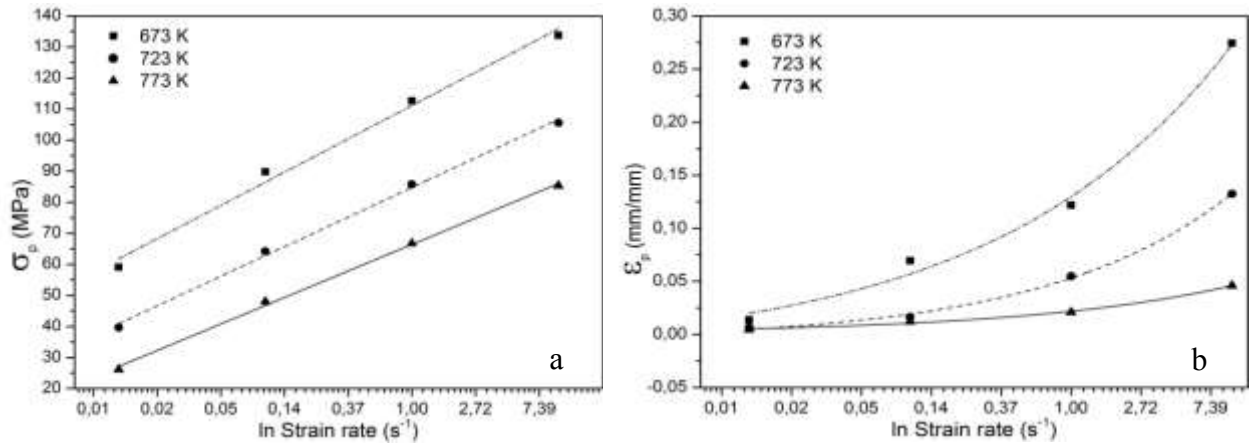 a.
140
130
120
110
100
90
80
70
60
50
40
30
20
σp (MPa)
673 K
723 K
773 K
a
0,01 0,02 0,05 0,14 0,37 1,00 2,72 7,39
ln Strain rate (s⁻¹)
b.
0,30
0,25
0,20
0,15
0,10
0,05
0,00
-0,05
εp (mm/mm)
673 K
723 K
773 K
b
0,01 0,02 0,05 0,14 0,37 1,00 2,72 7,39
ln Strain rate (s⁻¹)